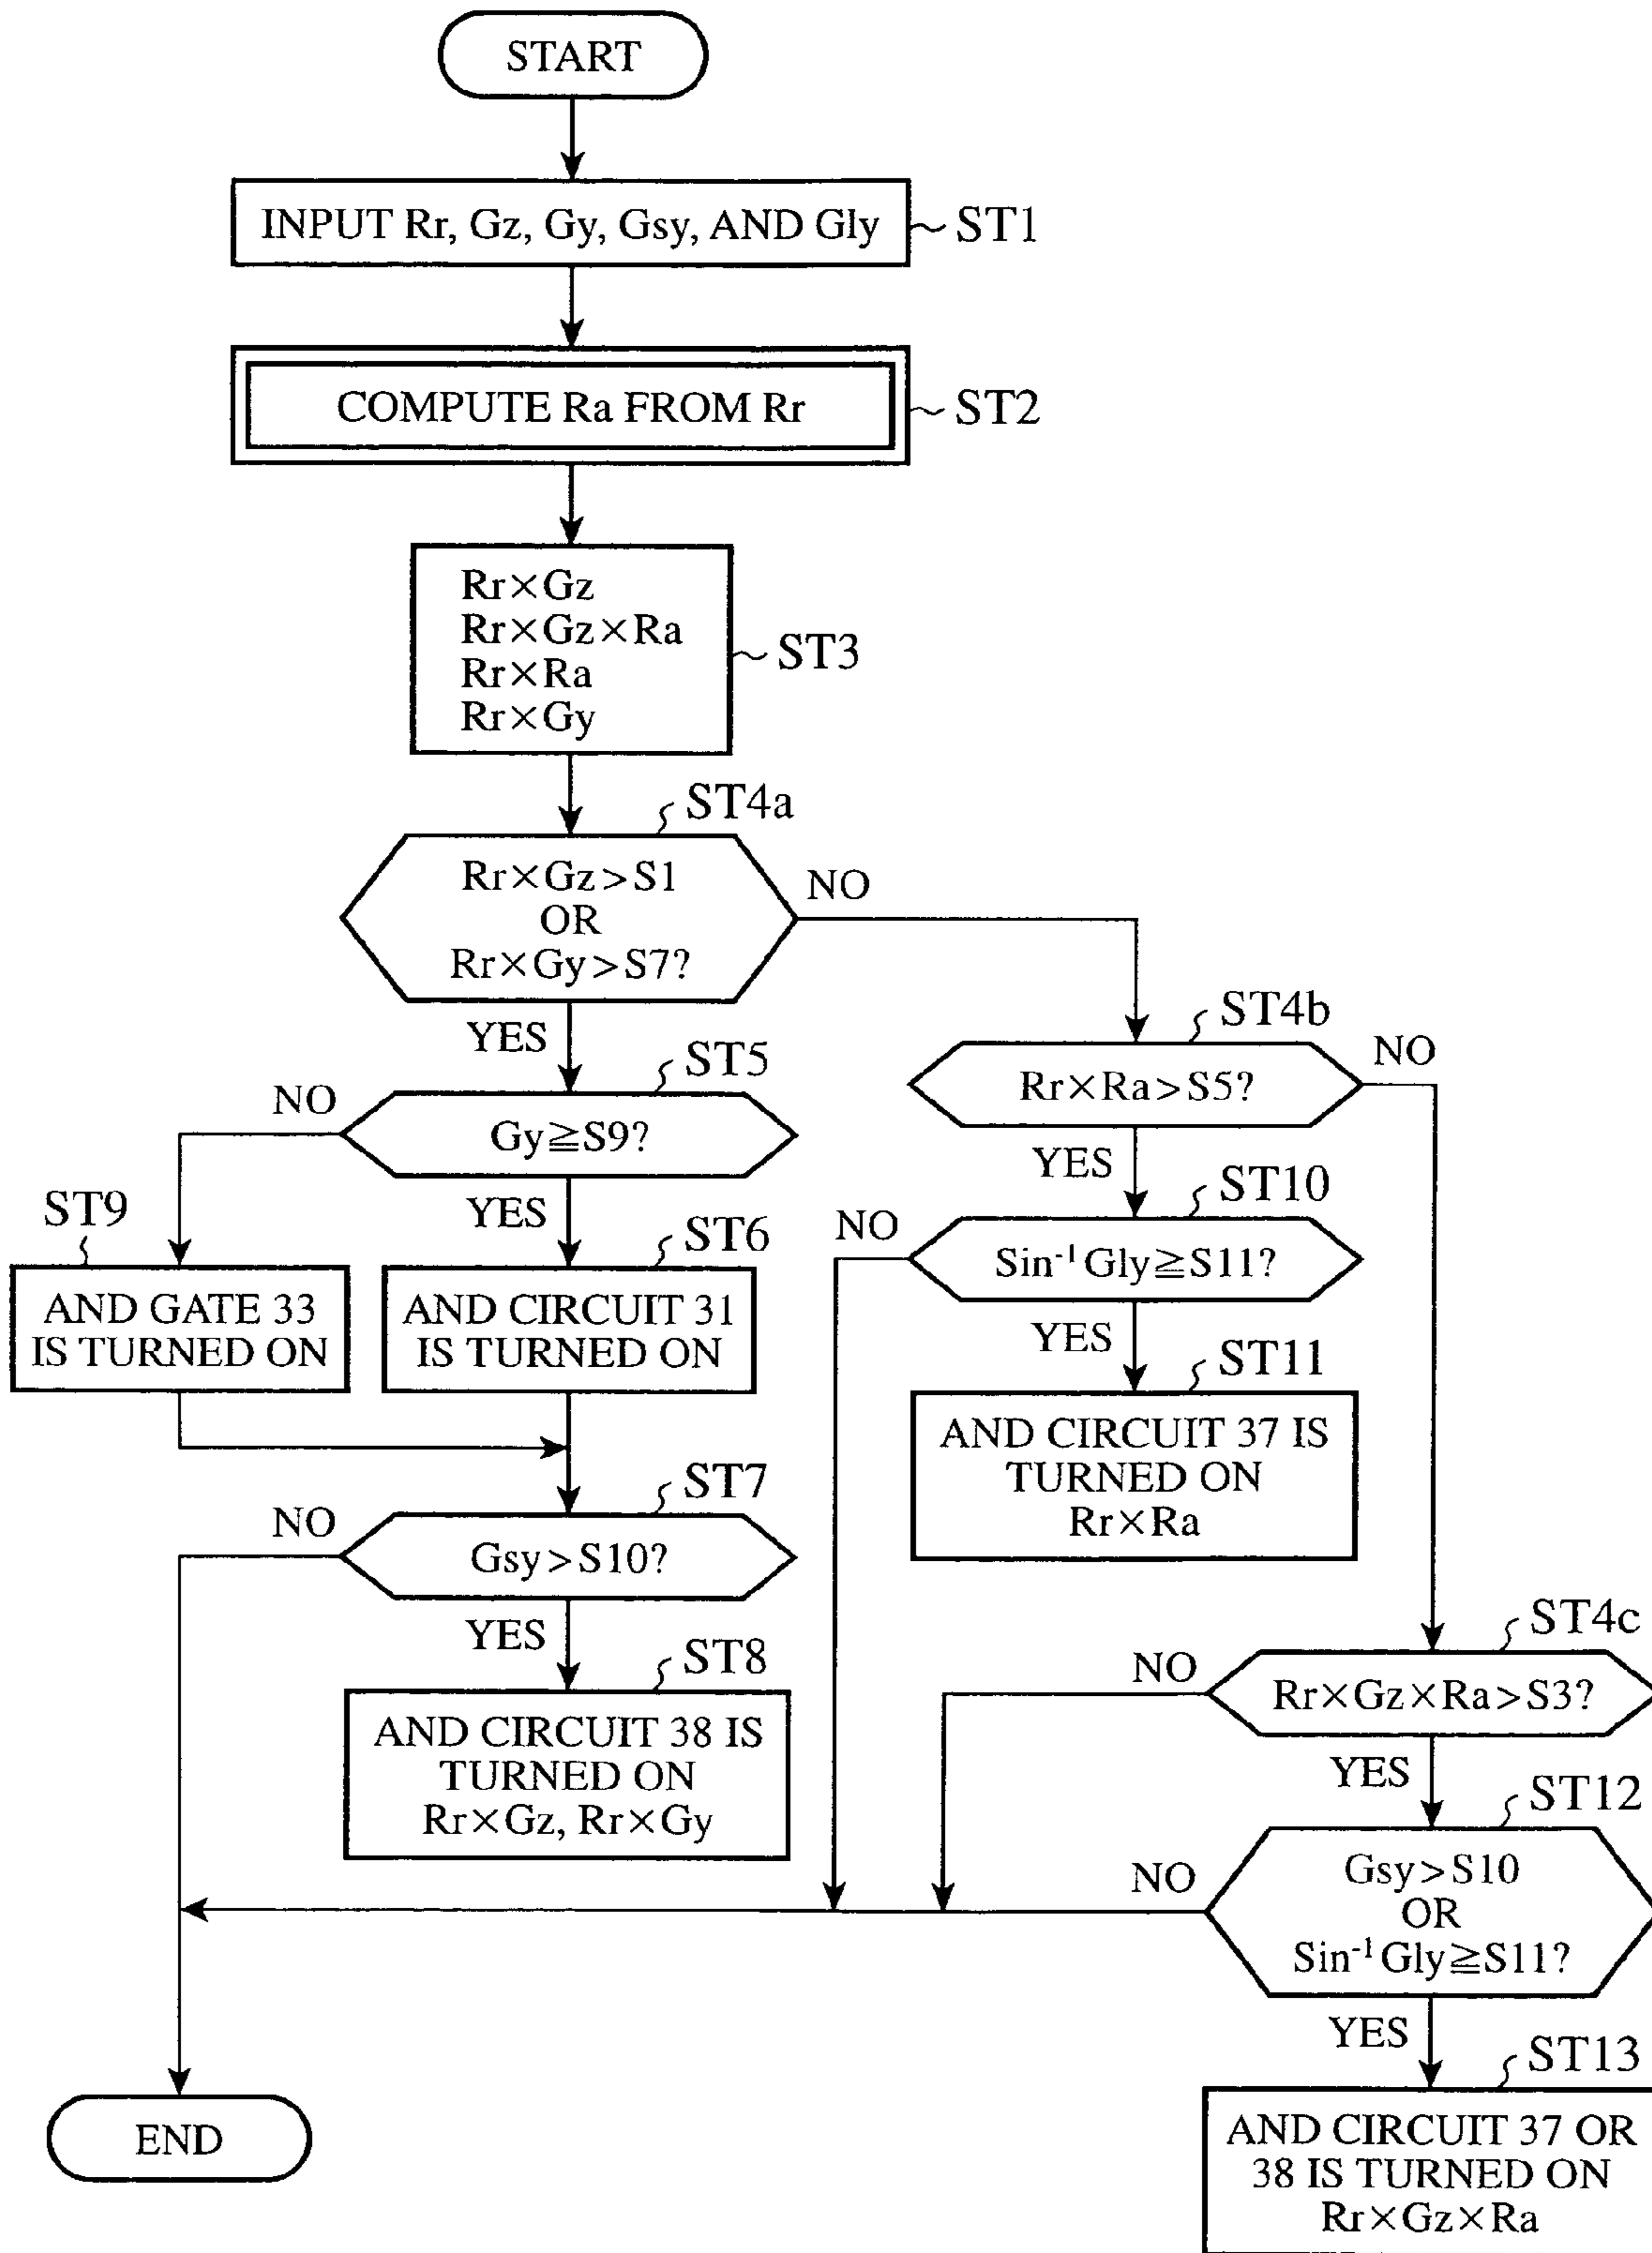 START
INPUT Rr, Gz, Gy, Gsy, AND Gly
ST1
COMPUTE Ra FROM Rr
ST2
Rr×Gz
Rr×Gz×Ra
Rr×Ra
Rr×Gy
ST3
ST4a
Rr×Gz>S1
OR
Rr×Gy>S7?
NO
YES
ST4b
Rr×Ra>S5?
NO
YES
ST5
Gy≧S9?
NO
YES
ST9
AND GATE 33
IS TURNED ON
ST6
AND CIRCUIT 31
IS TURNED ON
ST10
Sin⁻¹ Gly≧S11?
NO
YES
ST11
AND CIRCUIT 37 IS
TURNED ON
Rr×Ra
ST7
Gsy>S10?
NO
YES
ST8
AND CIRCUIT 38 IS
TURNED ON
Rr×Gz, Rr×Gy
ST4c
Rr×Gz×Ra>S3?
NO
YES
ST12
Gsy>S10
OR
Sin⁻¹ Gly≧S11?
NO
YES
ST13
AND CIRCUIT 37 OR
38 IS TURNED ON
Rr×Gz×Ra
END